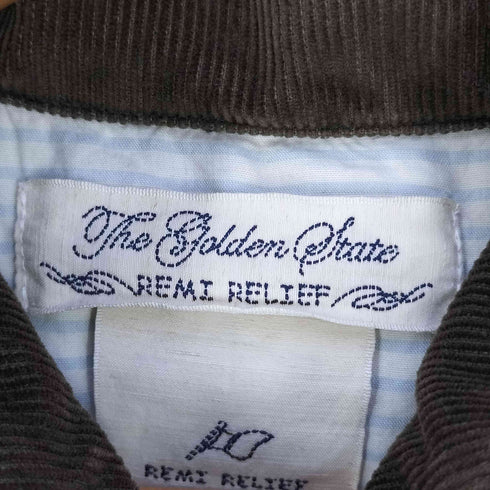 The Golden State
REMI RELIEF
REMI RELIEF